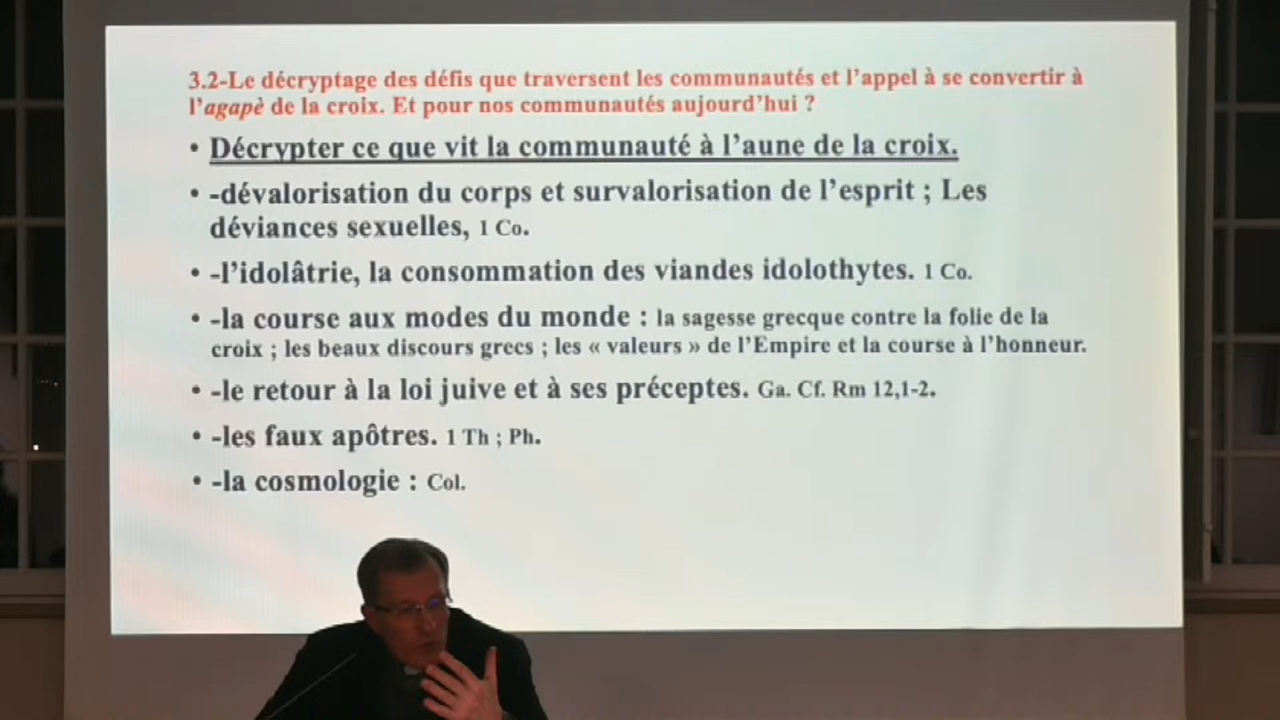 3.2-Le décryptage des défis que traversent les communautés et l'appel à se convertir à
l'agapè de la croix. Et pour nos communautés aujourd'hui ?
• Décrypter ce que vit la communauté à l'aune de la croix.
• -dévalorisation du corps et survalorisation de l'esprit ; Les
déviances sexuelles, 1 Co.
• -l'idolâtrie, la consommation des viandes idolothytes. 1 Co.
• -la course aux modes du monde : la sagesse grecque contre la folie de la
croix ; les beaux discours grecs ; les « valeurs » de l'Empire et la course à l'honneur.
• -le retour à la loi juive et à ses préceptes. Ga. Cf. Rm 12,1-2.
• -les faux apôtres. 1 Th ; Ph.
• -la cosmologie : Col.